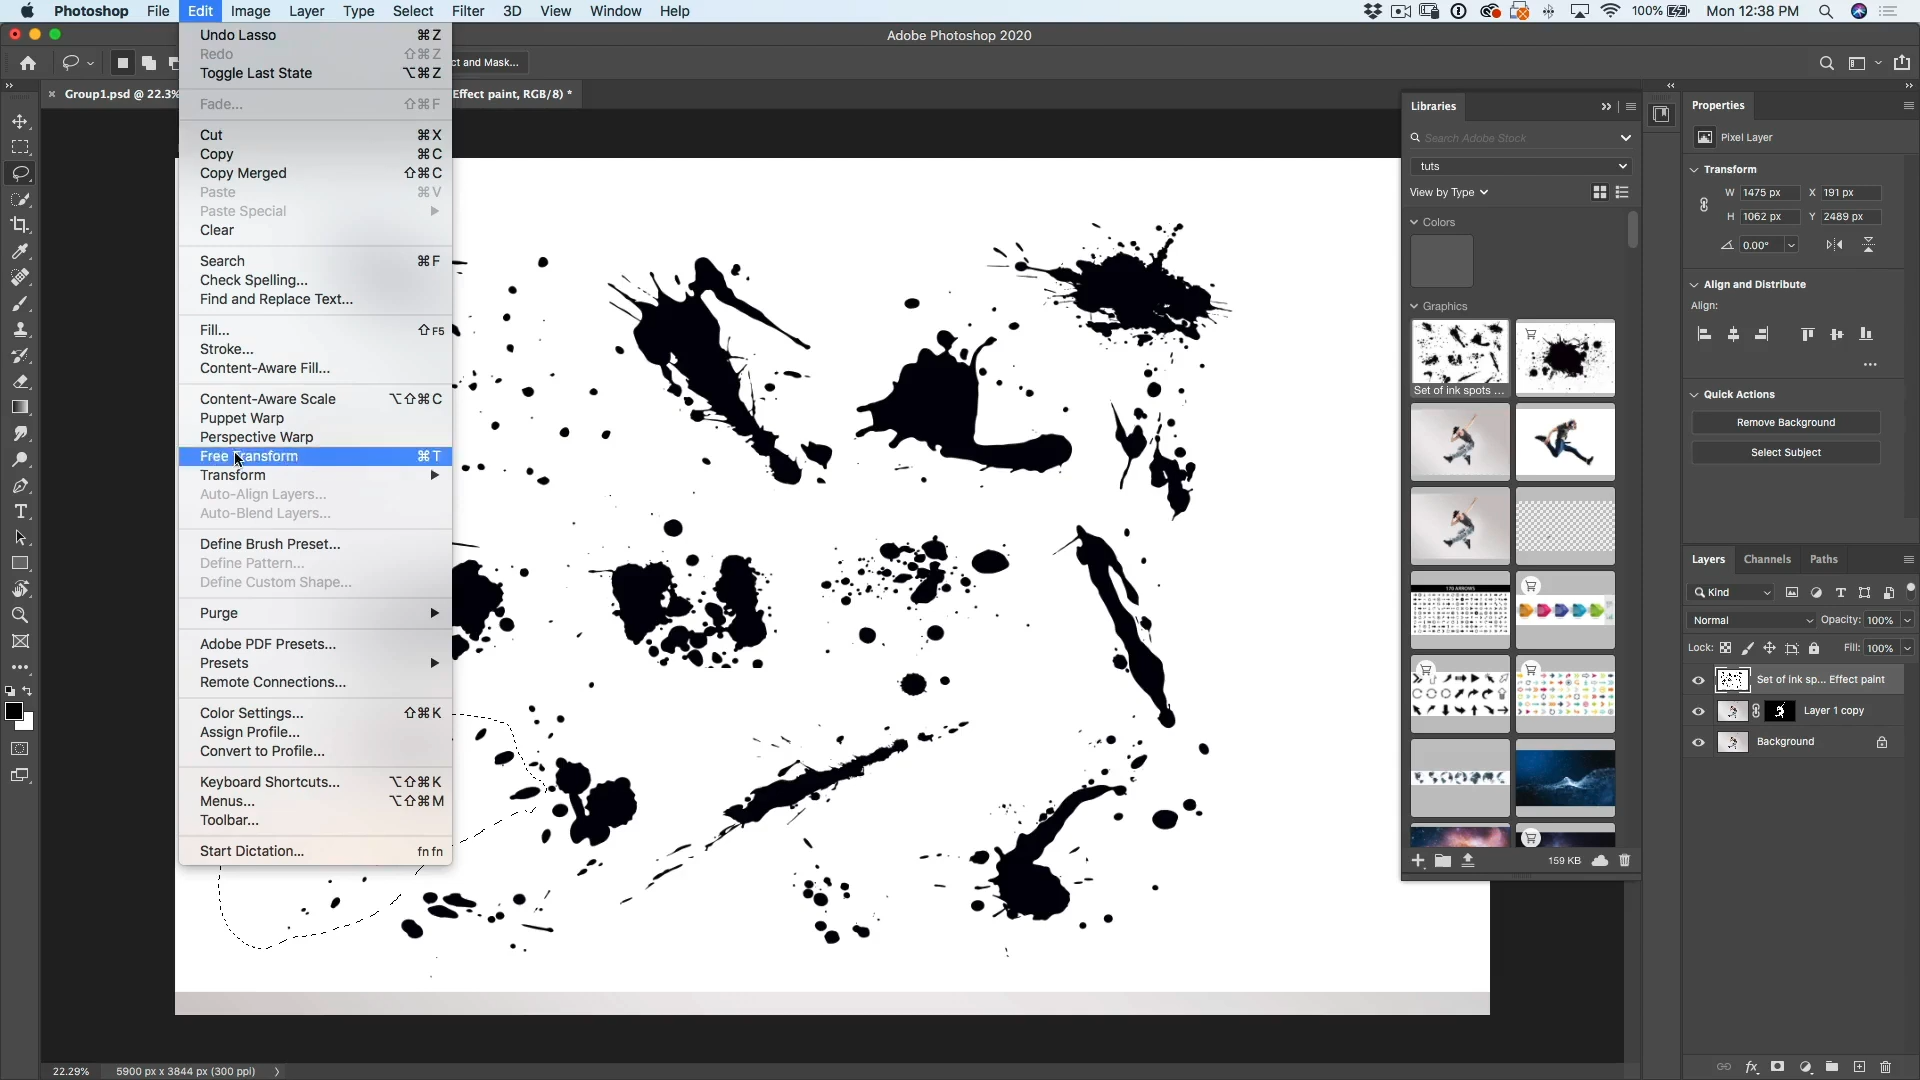 Photoshop File Edit Image Layer Type Select Filter 3D View Window Help 100% Mon 12:38 PM
Adobe Photoshop 2020
ct and Mask...
Group1.psd @ 22.3% Effect paint, RGB/8) *
Undo Lasso ⌘Z
Redo ⇧⌘Z
Toggle Last State ⌥⌘Z
Fade... ⇧⌘F
Cut ⌘X
Copy ⌘C
Copy Merged ⇧⌘C
Paste ⌘V
Paste Special
Clear
Search ⌘F
Check Spelling...
Find and Replace Text...
Fill... ⇧F5
Stroke...
Content-Aware Fill...
Content-Aware Scale ⌥⇧⌘C
Puppet Warp
Perspective Warp
Free Transform ⌘T
Transform
Auto-Align Layers...
Auto-Blend Layers...
Define Brush Preset...
Define Pattern...
Define Custom Shape...
Purge
Adobe PDF Presets...
Presets
Remote Connections...
Color Settings... ⇧⌘K
Assign Profile...
Convert to Profile...
Keyboard Shortcuts... ⌥⇧⌘K
Menus... ⌥⇧⌘M
Toolbar...
Start Dictation... fn fn
Libraries
Search Adobe Stock
tuts
View by Type
Colors
Graphics
Set of ink spots ...
170 ARROWS
159 KB
Properties
Pixel Layer
Transform
W 1475 px X 191 px
H 1062 px Y 2489 px
0.00°
Align and Distribute
Align:
Quick Actions
Remove Background
Select Subject
Layers Channels Paths
Kind
Normal Opacity: 100%
Lock: Fill: 100%
Set of ink sp... Effect paint
Layer 1 copy
Background
22.29% 5900 px x 3844 px (300 ppi)